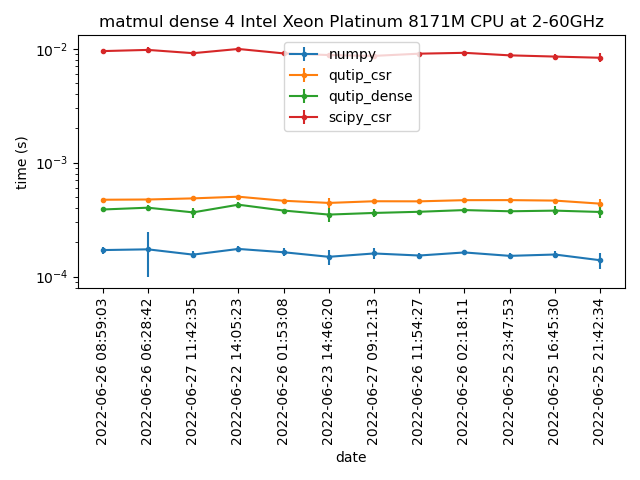 matmul dense 4 Intel Xeon Platinum 8171M CPU at 2-60GHz
time (s)
10⁻²
10⁻³
10⁻⁴
numpy
qutip_csr
qutip_dense
scipy_csr
2022-06-26 08:59:03
2022-06-26 06:28:42
2022-06-27 11:42:35
2022-06-22 14:05:23
2022-06-26 01:53:08
2022-06-23 14:46:20
2022-06-27 09:12:13
2022-06-26 11:54:27
2022-06-26 02:18:11
2022-06-25 23:47:53
2022-06-25 16:45:30
2022-06-25 21:42:34
date